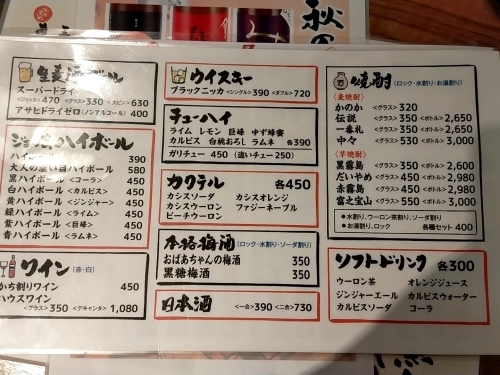 秋の
生麦酒ボール
スーパードライ
<ジョッキ>470 <グラス>330 <大ビン>630
アサヒドライゼロ(ノンアルコール) 400
ハイボール
ハイボール 390
大人の濃い目ハイボール 580
黒ハイボール <コーラ> 450
白ハイボール <カルピス> 450
黄ハイボール <ジンジャー> 450
緑ハイボール <ライム> 450
紫ハイボール <巨峰> 450
青ハイボール <ラムネ> 450
ワイン (赤・白)
かち割りワイン 450
ハウスワイン
<グラス>350 <デキャンタ>1,080
ウイスキー
ブラックニッカ <シングル>390 <ダブル>720
チューハイ
ライム レモン 巨峰 ゆず蜂蜜
カルピス 白桃おろし ラムネ 各390
ガリチュー 450 (追いチュー250)
カクテル 各450
カシスソーダ カシスオレンジ
カシスウーロン ファジーネーブル
ピーチウーロン
本格梅酒 (ロック・水割り・ソーダ割り)
おばあちゃんの梅酒 350
黒糖梅酒 350
日本酒 <一合>390 <二合>730
焼酎 (ロック・水割り・お湯割り)
(麦焼酎)
かのか <グラス>320
伝説 <グラス>350 <ボトル>2,650
一番札 <グラス>350 <ボトル>2,650
中々 <グラス>530 <ボトル>3,000
(芋焼酎)
黒霧島 <グラス>350 <ボトル>2,600
だいやめ <グラス>450 <ボトル>2,980
赤霧島 <グラス>450 <ボトル>2,980
富乃宝山 <グラス>550 <ボトル>3,000
●水割り、ウーロン茶割り、ソーダ割り
●お湯割り、ロック 各種セット 400
ソフトドリンク 各300
ウーロン茶 オレンジジュース
ジンジャーエール カルピスウォーター
カルピスソーダ コーラ